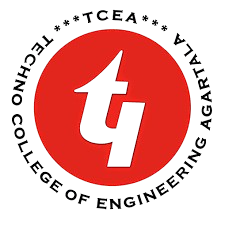 ***TCEA***
TECHNO COLLEGE OF ENGINEERING AGARTALA